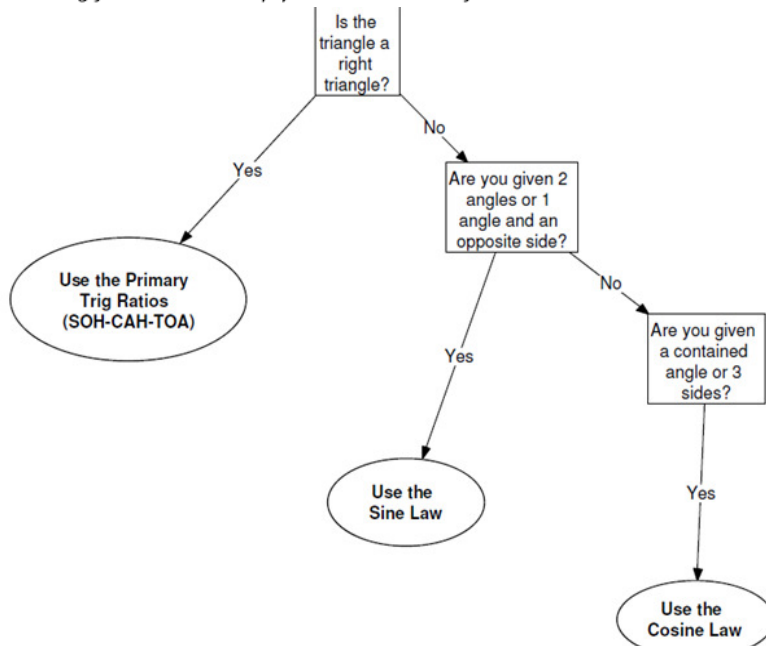 Is the
triangle a
right
triangle?
No
Yes
Are you given 2
angles or 1
angle and an
opposite side?
Use the Primary
Trig Ratios
(SOH-CAH-TOA)
No
Are you given
a contained
angle or 3
sides?
Yes
Use the
Sine Law
Yes
Use the
Cosine Law